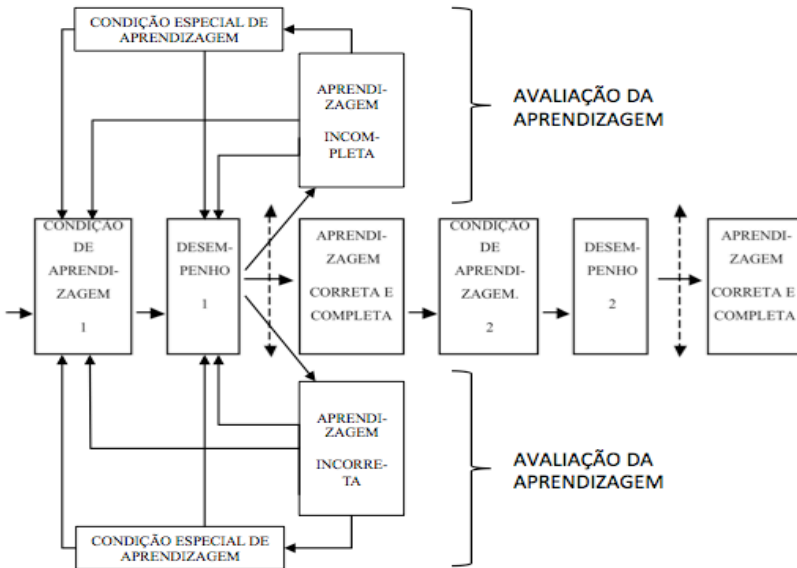 CONDIÇÃO ESPECIAL DE
APRENDIZAGEM
APRENDI-
ZAGEM
INCOM-
PLETA
AVALIAÇÃO DA
APRENDIZAGEM
CONDIÇÃO
DE
APRENDI-
ZAGEM
1
DESEM-
PENHO
1
APRENDI-
ZAGEM
CORRETA E
COMPLETA
CONDIÇÃO
DE
APRENDI-
ZAGEM.
2
DESEM-
PENHO
2
APRENDI-
ZAGEM
CORRETA E
COMPLETA
APRENDI-
ZAGEM
INCORRE-
TA
AVALIAÇÃO DA
APRENDIZAGEM
CONDIÇÃO ESPECIAL DE
APRENDIZAGEM